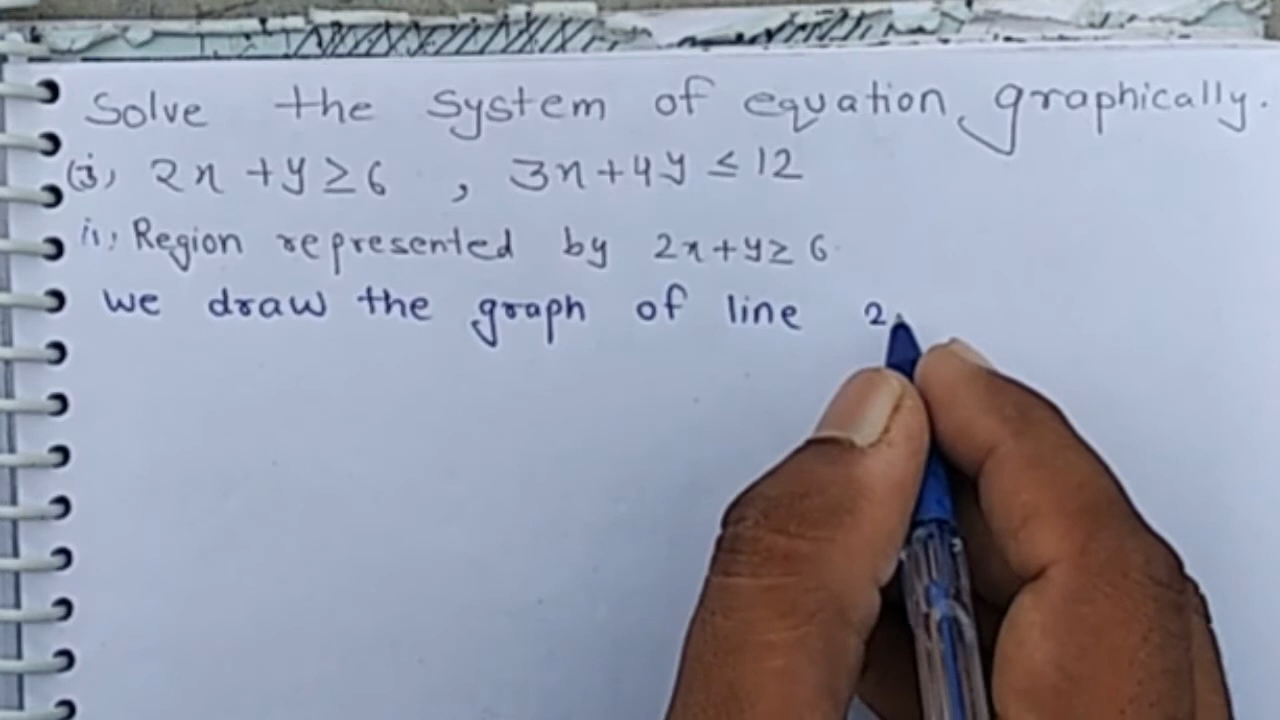 Solve the system of equation, graphically.
(i), 2x + y ≥ 6 , 3x + 4y ≤ 12
ii, Region represented by 2x + y ≥ 6.
we draw the graph of line 2